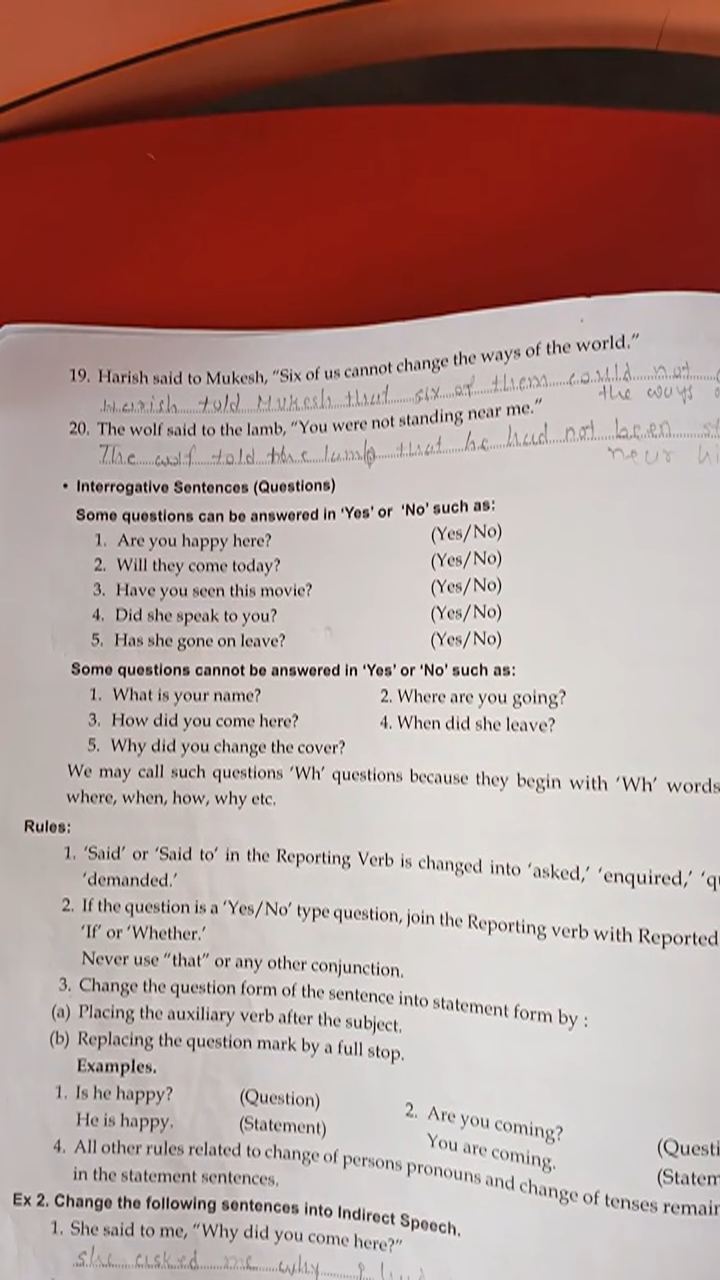 19. Harish said to Mukesh, “Six of us cannot change the ways of the world.”
Harish told Mukesh that six of them could not
the ways
20. The wolf said to the lamb, “You were not standing near me.”
The wolf told the lamb that he had not been
near
• Interrogative Sentences (Questions)
Some questions can be answered in ‘Yes’ or ‘No’ such as:
1. Are you happy here? (Yes/No)
2. Will they come today? (Yes/No)
3. Have you seen this movie? (Yes/No)
4. Did she speak to you? (Yes/No)
5. Has she gone on leave? (Yes/No)
Some questions cannot be answered in ‘Yes’ or ‘No’ such as:
1. What is your name? 2. Where are you going?
3. How did you come here? 4. When did she leave?
5. Why did you change the cover?
We may call such questions ‘Wh’ questions because they begin with ‘Wh’ words
where, when, how, why etc.
Rules:
1. ‘Said’ or ‘Said to’ in the Reporting Verb is changed into ‘asked,’ ‘enquired,’
‘demanded.’
2. If the question is a ‘Yes/No’ type question, join the Reporting verb with Reported
‘If’ or ‘Whether.’
Never use “that” or any other conjunction.
3. Change the question form of the sentence into statement form by :
(a) Placing the auxiliary verb after the subject.
(b) Replacing the question mark by a full stop.
Examples.
1. Is he happy? (Question) 2. Are you coming? (Questi
He is happy. (Statement) You are coming. (Statem
4. All other rules related to change of persons pronouns and change of tenses remain
in the statement sentences.
Ex 2. Change the following sentences into Indirect Speech.
1. She said to me, “Why did you come here?”
She asked me why I had